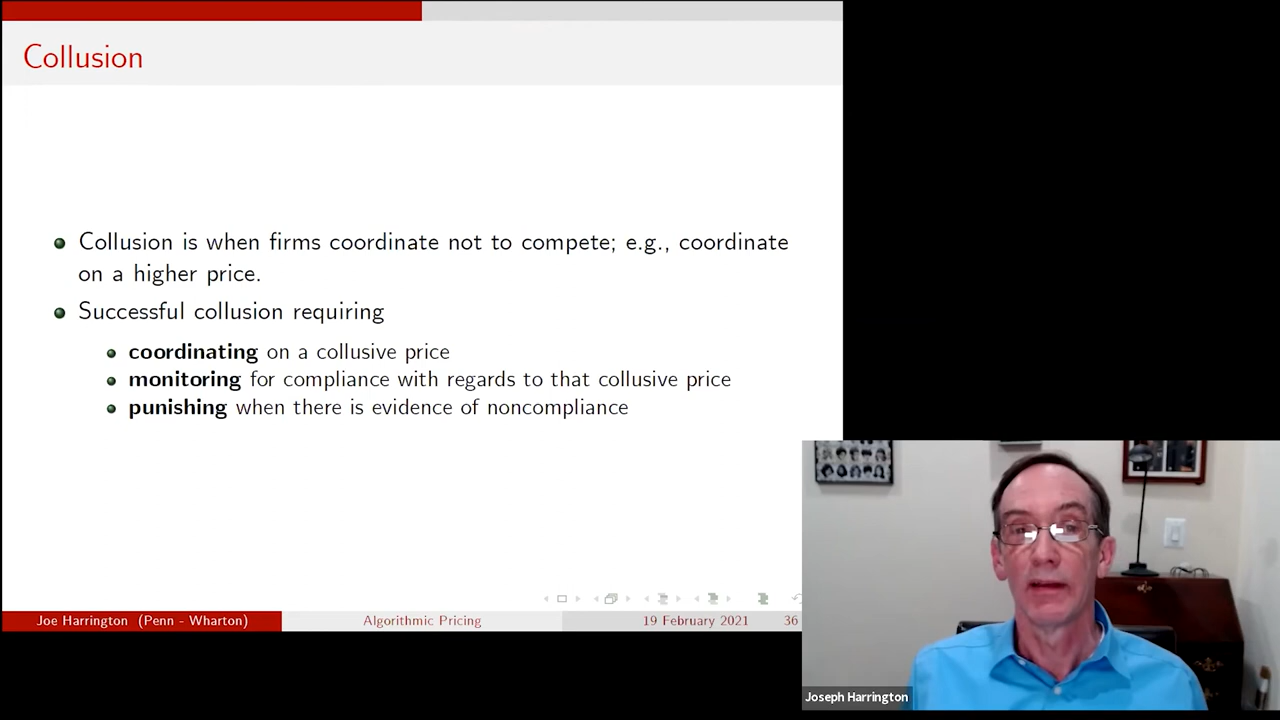 Collusion
Collusion is when firms coordinate not to compete; e.g., coordinate
on a higher price.
Successful collusion requiring
coordinating on a collusive price
monitoring for compliance with regards to that collusive price
punishing when there is evidence of noncompliance
Joe Harrington (Penn - Wharton)
Algorithmic Pricing
19 February 2021
36
Joseph Harrington